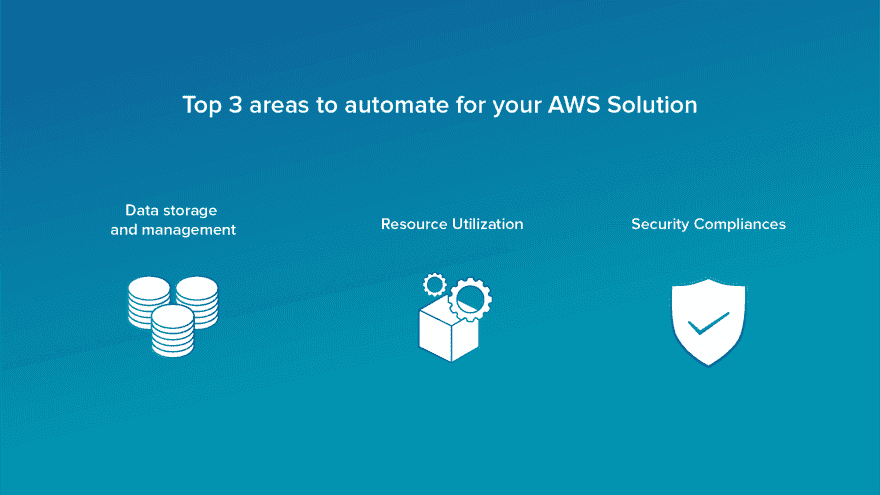 Top 3 areas to automate for your AWS Solution
Data storage
and management
Resource Utilization
Security Compliances